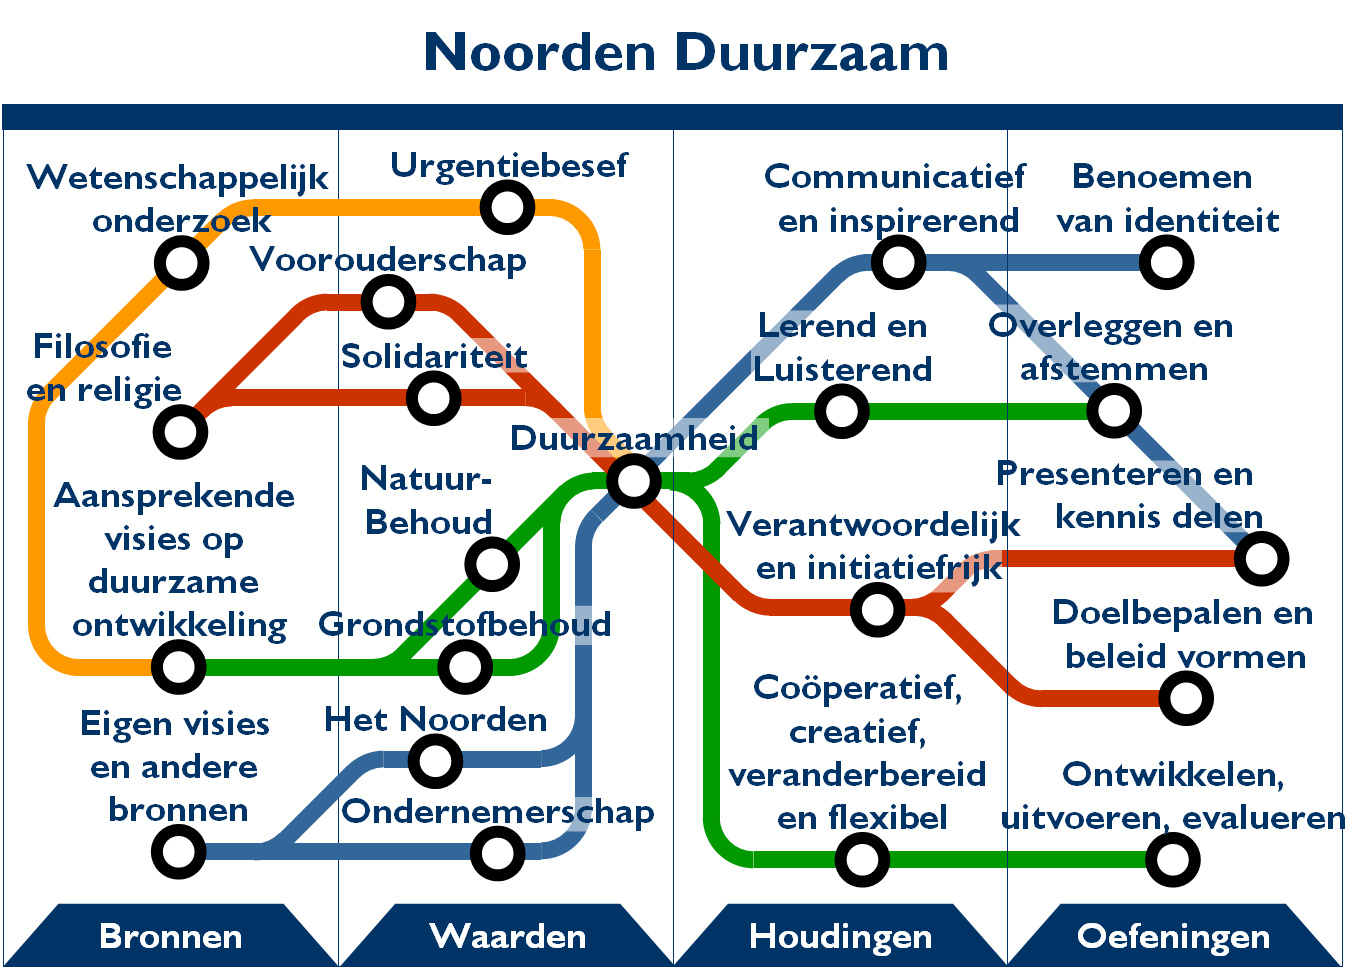 Noorden Duurzaam
Wetenschappelijk
onderzoek
Filosofie
en religie
Aansprekende
visies op
duurzame
ontwikkeling
Eigen visies
en andere
bronnen
Urgentiebesef
Voorouderschap
Solidariteit
Duurzaamheid
Natuur-
Behoud
Grondstofbehoud
Het Noorden
Ondernemerschap
Communicatief
en inspirerend
Lerend en
Luisterend
Verantwoordelijk
en initiatiefrijk
Coöperatief,
creatief,
veranderbereid
en flexibel
Benoemen
van identiteit
Overleggen en
afstemmen
Presenteren en
kennis delen
Doelbepalen en
beleid vormen
Ontwikkelen,
uitvoeren, evalueren
Bronnen
Waarden
Houdingen
Oefeningen